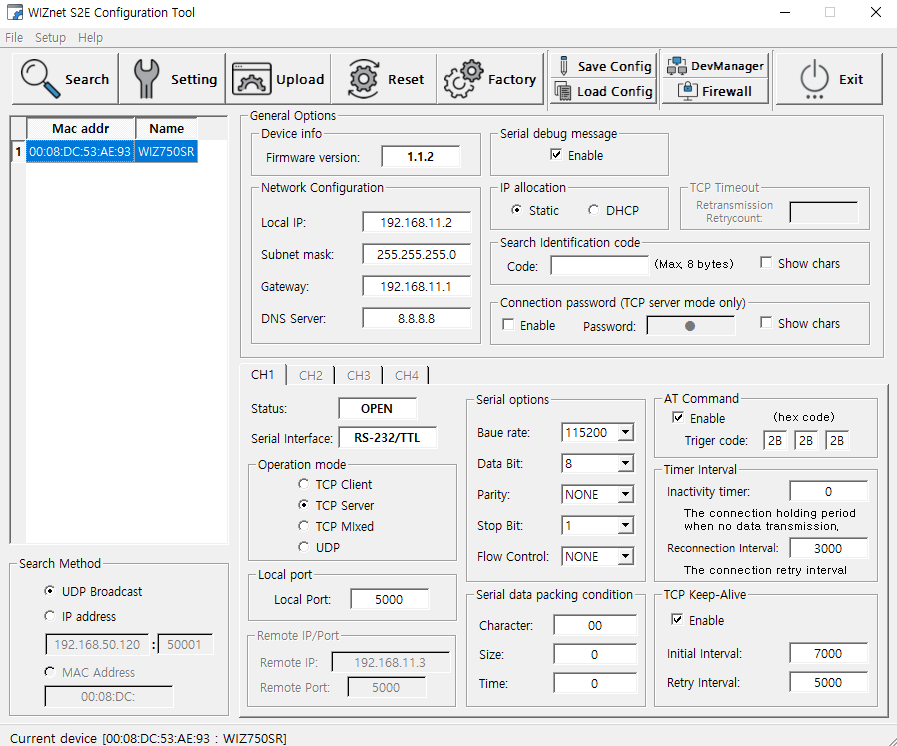 WIZnet S2E Configuration Tool
File Setup Help
Search Setting Upload Reset Factory Save Config Load Config DevManager Firewall Exit
Mac addr Name
1 00:08:DC:53:AE:93 WIZ750SR
Search Method
UDP Broadcast
IP address
192.168.50.120 : 50001
MAC Address
00:08:DC:
General Options
Device info
Firmware version: 1.1.2
Network Configuration
Local IP: 192.168.11.2
Subnet mask: 255.255.255.0
Gateway: 192.168.11.1
DNS Server: 8.8.8.8
Serial debug message
Enable
IP allocation
Static DHCP
TCP Timeout
Retransmission
Retrycount:
Search Identification code
Code: (Max, 8 bytes) Show chars
Connection password (TCP server mode only)
Enable Password: ● Show chars
CH1 CH2 CH3 CH4
Status: OPEN
Serial Interface: RS-232/TTL
Operation mode
TCP Client
TCP Server
TCP MIxed
UDP
Local port
Local Port: 5000
Remote IP/Port
Remote IP: 192.168.11.3
Remote Port: 5000
Serial options
Baue rate: 115200
Data Bit: 8
Parity: NONE
Stop Bit: 1
Flow Control: NONE
Serial data packing condition
Character: 00
Size: 0
Time: 0
AT Command
Enable (hex code)
Triger code: 2B 2B 2B
Timer Interval
Inactivity timer: 0
The connection holding period
when no data transmission,
Reconnection Interval: 3000
The connection retry interval
TCP Keep-Alive
Enable
Initial Interval: 7000
Retry Interval: 5000
Current device [00:08:DC:53:AE:93 : WIZ750SR]